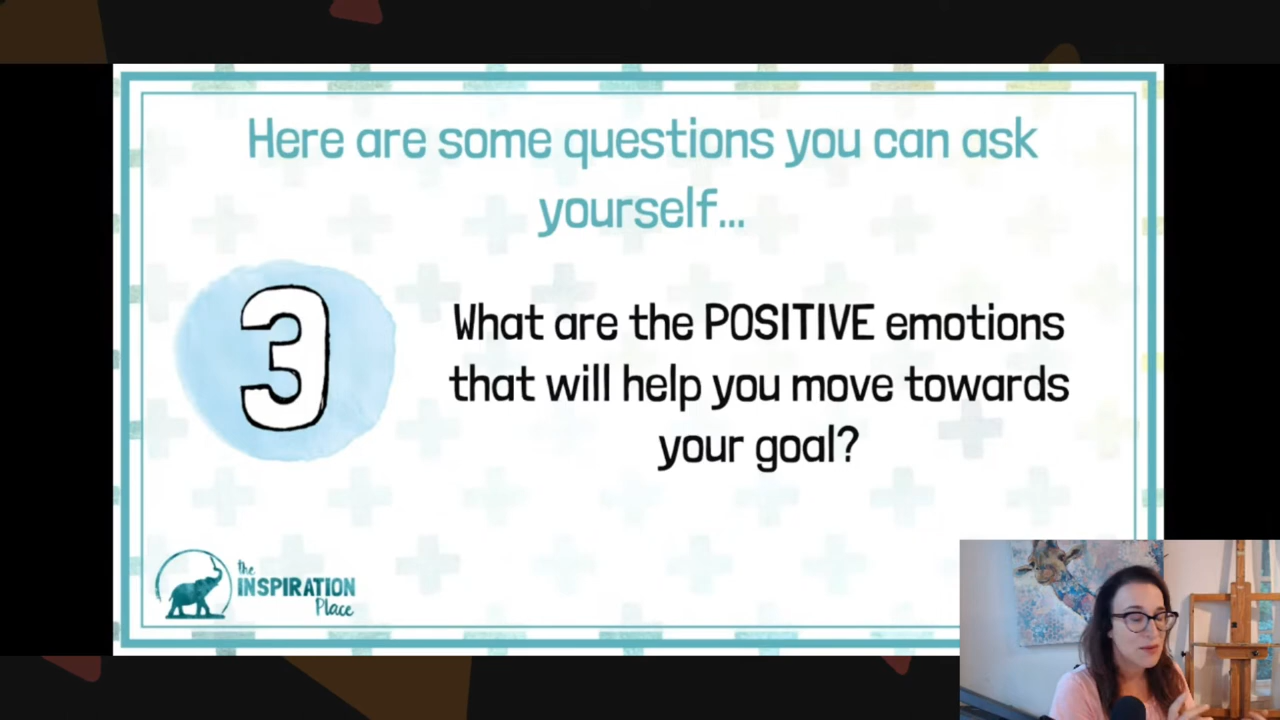 Here are some questions you can ask
yourself...
3
What are the POSITIVE emotions
that will help you move towards
your goal?
the
INSPIRATION
Place